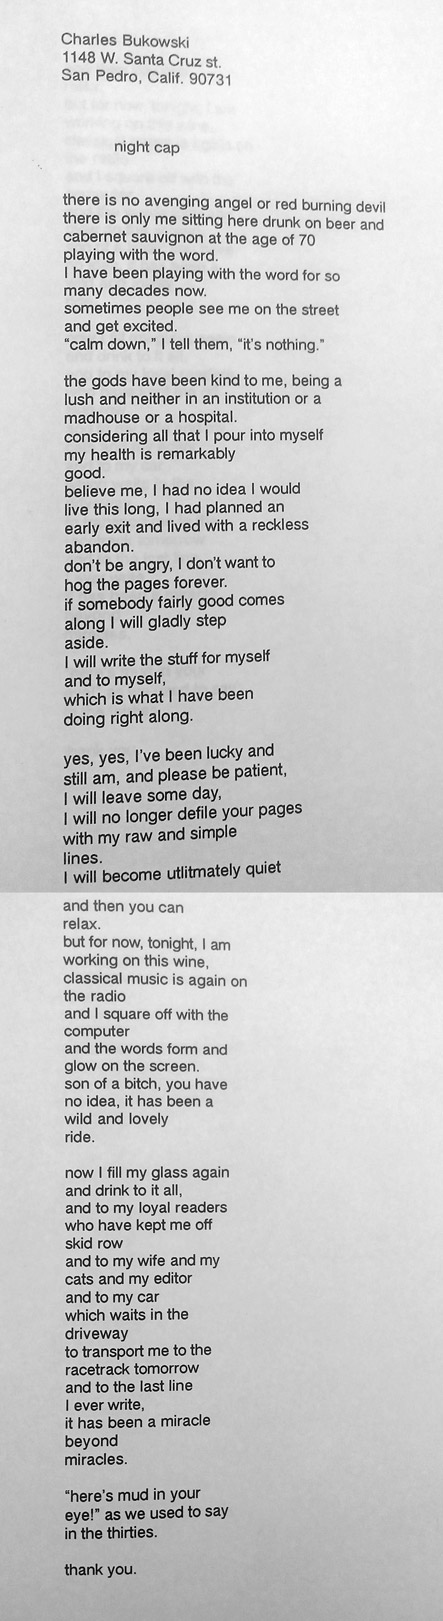 Charles Bukowski
1148 W. Santa Cruz st.
San Pedro, Calif. 90731
night cap
there is no avenging angel or red burning devil
there is only me sitting here drunk on beer and
cabernet sauvignon at the age of 70
playing with the word.
I have been playing with the word for so
many decades now.
sometimes people see me on the street
and get excited.
“calm down,” I tell them, “it's nothing.”
the gods have been kind to me, being a
lush and neither in an institution or a
madhouse or a hospital.
considering all that I pour into myself
my health is remarkably
good.
believe me, I had no idea I would
live this long, I had planned an
early exit and lived with a reckless
abandon.
don't be angry, I don't want to
hog the pages forever.
if somebody fairly good comes
along I will gladly step
aside.
I will write the stuff for myself
and to myself,
which is what I have been
doing right along.
yes, yes, I've been lucky and
still am, and please be patient,
I will leave some day,
I will no longer defile your pages
with my raw and simple
lines.
I will become utlitmately quiet
and then you can
relax.
but for now, tonight, I am
working on this wine,
classical music is again on
the radio
and I square off with the
computer
and the words form and
glow on the screen.
son of a bitch, you have
no idea, it has been a
wild and lovely
ride.
now I fill my glass again
and drink to it all,
and to my loyal readers
who have kept me off
skid row
and to my wife and my
cats and my editor
and to my car
which waits in the
driveway
to transport me to the
racetrack tomorrow
and to the last line
I ever write,
it has been a miracle
beyond
miracles.
“here's mud in your
eye!” as we used to say
in the thirties.
thank you.